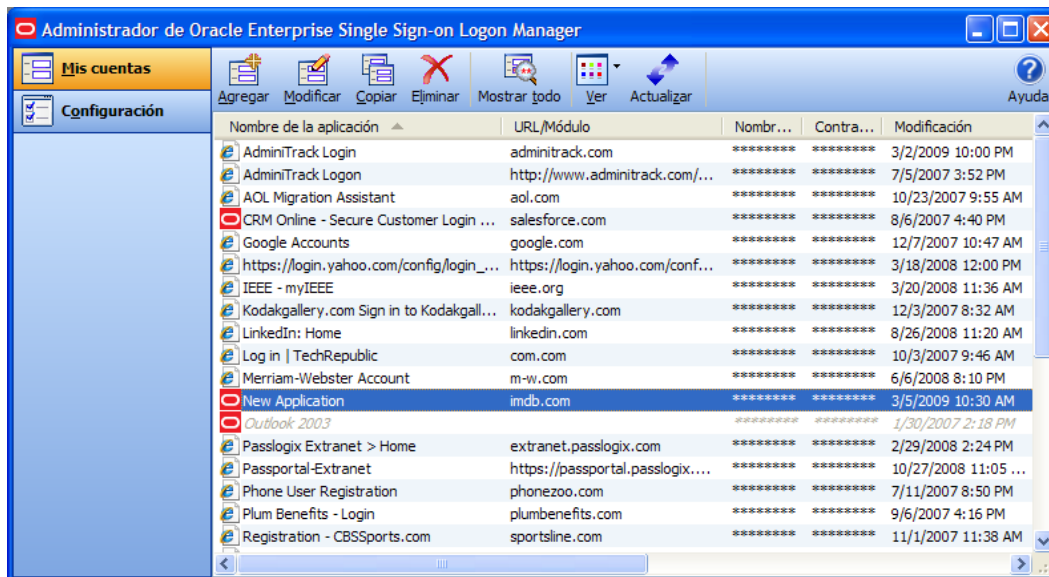 Administrador de Oracle Enterprise Single Sign-on Logon Manager
Mis cuentas
Configuración
Agregar Modificar Copiar Eliminar Mostrar todo Ver Actualizar Ayuda
Nombre de la aplicación URL/Módulo Nombr... Contra... Modificación
AdminiTrack Login adminitrack.com ******** ******** 3/2/2009 10:00 PM
AdminiTrack Logon http://www.adminitrack.com/... ******** ******** 7/5/2007 3:52 PM
AOL Migration Assistant aol.com ******** ******** 10/23/2007 9:55 AM
CRM Online - Secure Customer Login ... salesforce.com ******** ******** 8/6/2007 4:40 PM
Google Accounts google.com ******** ******** 12/7/2007 10:47 AM
https://login.yahoo.com/config/login_... https://login.yahoo.com/conf... ******** ******** 3/18/2008 12:00 PM
IEEE - myIEEE ieee.org ******** ******** 3/20/2008 11:36 AM
Kodakgallery.com Sign in to Kodakgall... kodakgallery.com ******** ******** 12/3/2007 8:32 AM
LinkedIn: Home linkedin.com ******** ******** 8/26/2008 11:20 AM
Log in | TechRepublic com.com ******** ******** 10/3/2007 9:46 AM
Merriam-Webster Account m-w.com ******** ******** 6/6/2008 8:10 PM
New Application imdb.com ******** ******** 3/5/2009 10:30 AM
Outlook 2003 ******** ******** 1/30/2007 2:18 PM
Passlogix Extranet > Home extranet.passlogix.com ******** ******** 2/29/2008 2:24 PM
Passportal-Extranet https://passportal.passlogix.... ******** ******** 10/27/2008 11:05 ...
Phone User Registration phonezoo.com ******** ******** 7/11/2007 8:50 PM
Plum Benefits - Login plumbenefits.com ******** ******** 9/6/2007 4:16 PM
Registration - CBSSports.com sportsline.com ******** ******** 11/1/2007 11:38 AM